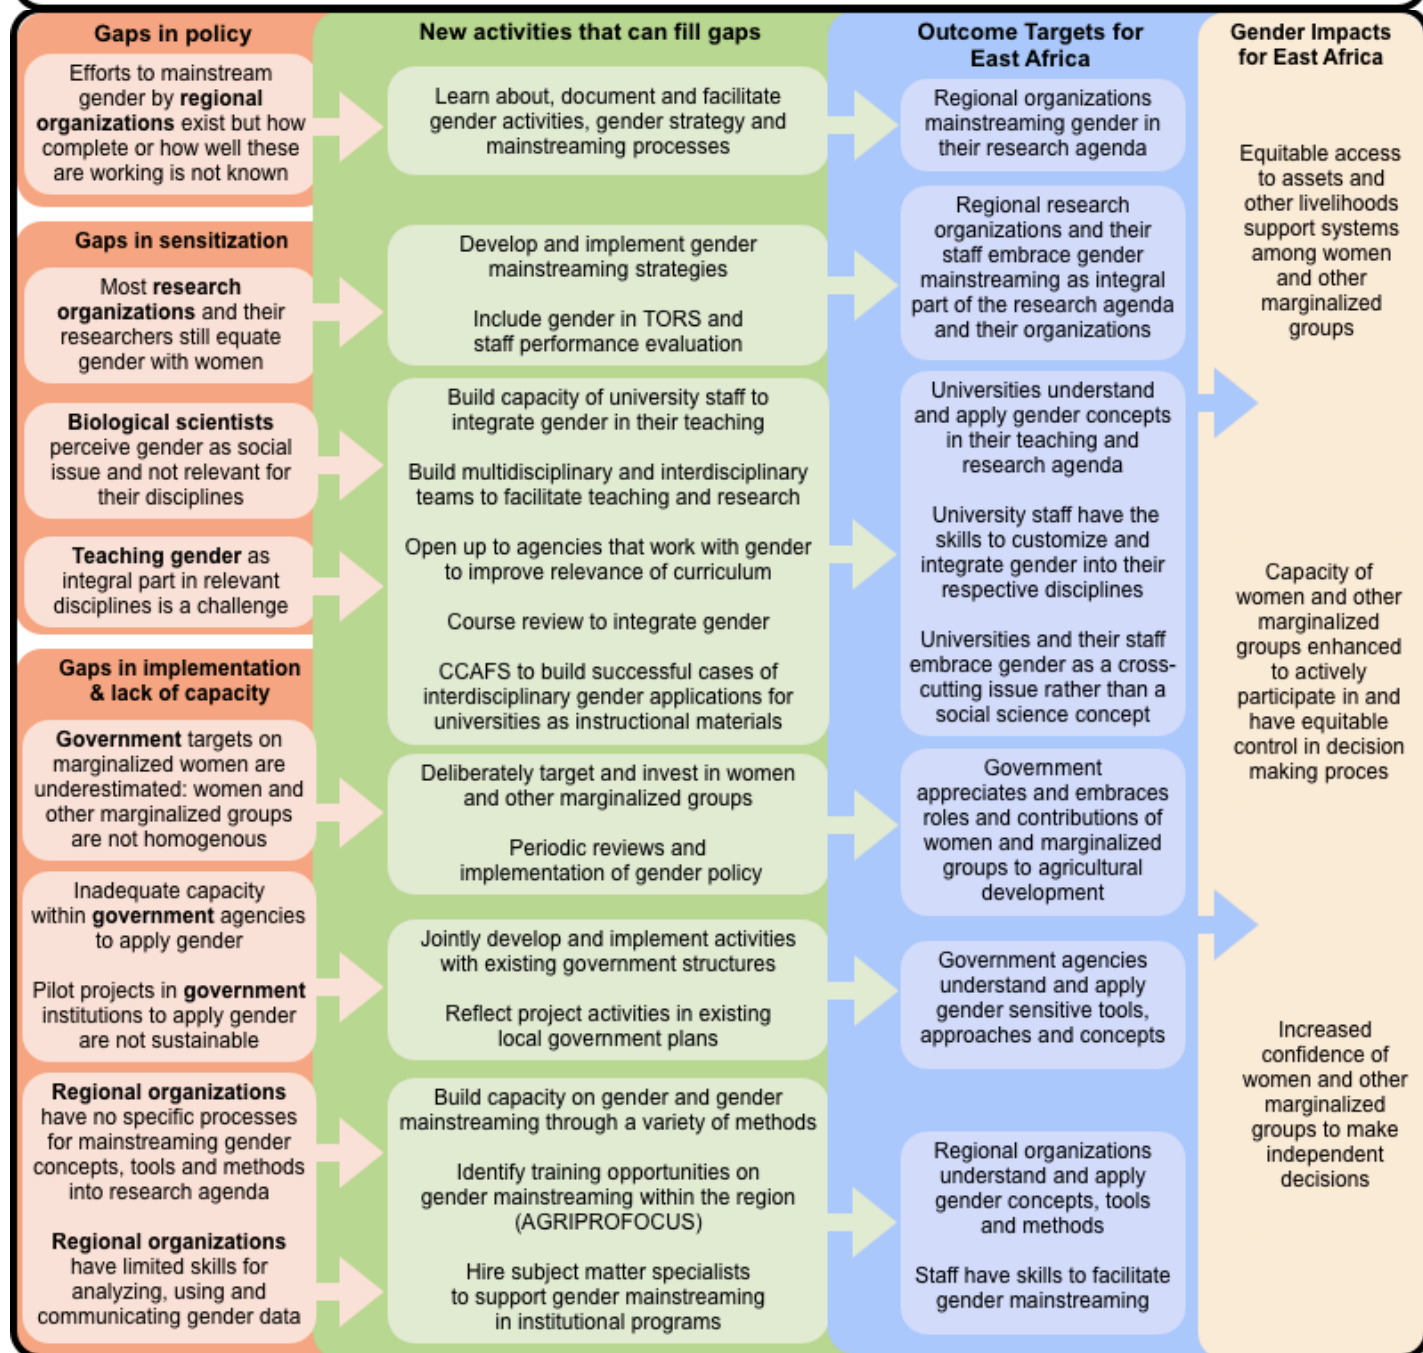 Gaps in policy
Efforts to mainstream
gender by regional
organizations exist but how
complete or how well these
are working is not known
Gaps in sensitization
Most research
organizations and their
researchers still equate
gender with women
Biological scientists
perceive gender as social
issue and not relevant for
their disciplines
Teaching gender as
integral part in relevant
disciplines is a challenge
Gaps in implementation
& lack of capacity
Government targets on
marginalized women are
underestimated: women and
other marginalized groups
are not homogenous
Inadequate capacity
within government agencies
to apply gender
Pilot projects in government
institutions to apply gender
are not sustainable
Regional organizations
have no specific processes
for mainstreaming gender
concepts, tools and methods
into research agenda
Regional organizations
have limited skills for
analyzing, using and
communicating gender data
New activities that can fill gaps
Learn about, document and facilitate
gender activities, gender strategy and
mainstreaming processes
Develop and implement gender
mainstreaming strategies
Include gender in TORS and
staff performance evaluation
Build capacity of university staff to
integrate gender in their teaching
Build multidisciplinary and interdisciplinary
teams to facilitate teaching and research
Open up to agencies that work with gender
to improve relevance of curriculum
Course review to integrate gender
CCAFS to build successful cases of
interdisciplinary gender applications for
universities as instructional materials
Deliberately target and invest in women
and other marginalized groups
Periodic reviews and
implementation of gender policy
Jointly develop and implement activities
with existing government structures
Reflect project activities in existing
local government plans
Build capacity on gender and gender
mainstreaming through a variety of methods
Identify training opportunities on
gender mainstreaming within the region
(AGRIPROFOCUS)
Hire subject matter specialists
to support gender mainstreaming
in institutional programs
Outcome Targets for
East Africa
Regional organizations
mainstreaming gender in
their research agenda
Regional research
organizations and their
staff embrace gender
mainstreaming as integral
part of the research agenda
and their organizations
Universities understand
and apply gender concepts
in their teaching and
research agenda
University staff have the
skills to customize and
integrate gender into their
respective disciplines
Universities and their staff
embrace gender as a cross-
cutting issue rather than a
social science concept
Government
appreciates and embraces
roles and contributions of
women and marginalized
groups to agricultural
development
Government agencies
understand and apply
gender sensitive tools,
approaches and concepts
Regional organizations
understand and apply
gender concepts, tools
and methods
Staff have skills to facilitate
gender mainstreaming
Gender Impacts
for East Africa
Equitable access
to assets and
other livelihoods
support systems
among women
and other
marginalized
groups
Capacity of
women and other
marginalized
groups enhanced
to actively
participate in and
have equitable
control in decision
making proces
Increased
confidence of
women and other
marginalized
groups to make
independent
decisions